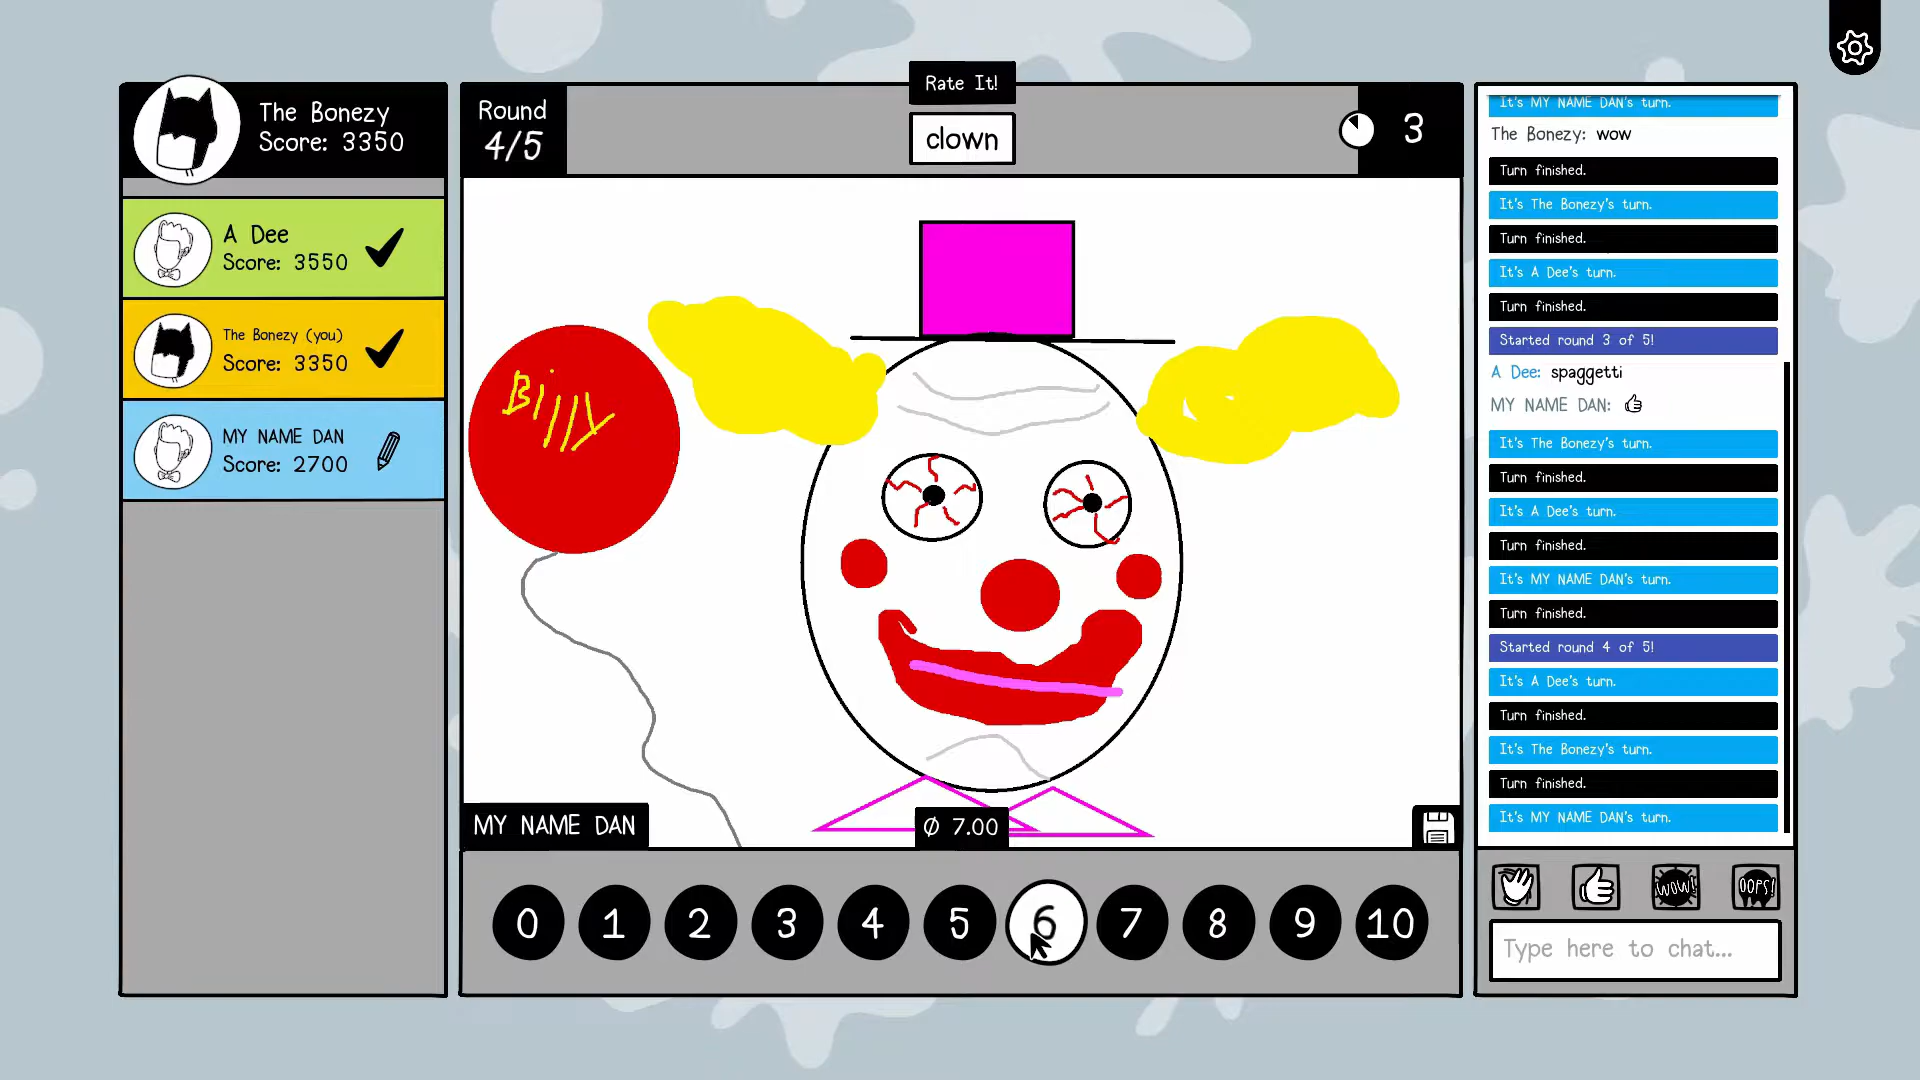 The Bonezy
Score: 3350
A Dee
Score: 3550
The Bonezy (you)
Score: 3350
MY NAME DAN
Score: 2700
Round
4/5
Rate It!
clown
3
Billy
MY NAME DAN
Ø 7.00
0 1 2 3 4 5 6 7 8 9 10
It's MY NAME DAN's turn.
The Bonezy: wow
Turn finished.
It's The Bonezy's turn.
Turn finished.
It's A Dee's turn.
Turn finished.
Started round 3 of 5!
A Dee: spaggetti
MY NAME DAN:
It's The Bonezy's turn.
Turn finished.
It's A Dee's turn.
Turn finished.
It's MY NAME DAN's turn.
Turn finished.
Started round 4 of 5!
It's A Dee's turn.
Turn finished.
It's The Bonezy's turn.
Turn finished.
It's MY NAME DAN's turn.
WOW! OOPS!
Type here to chat...